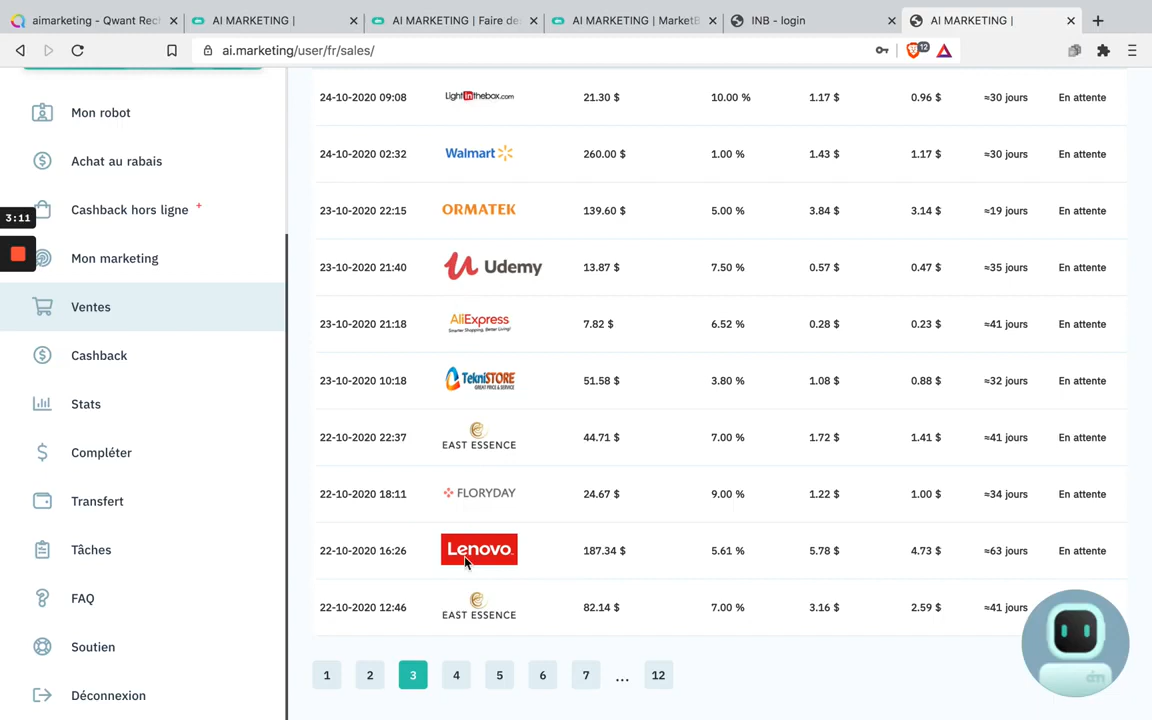 aimarketing - Qwant Rech
AI MARKETING |
AI MARKETING | Faire de
AI MARKETING | MarketB
INB - login
AI MARKETING |
ai.marketing/user/fr/sales/
12
Mon robot
Achat au rabais
Cashback hors ligne +
Mon marketing
Ventes
Cashback
Stats
Compléter
Transfert
Tâches
FAQ
Soutien
Déconnexion
3:11
24-10-2020 09:08 Lightinthebox.com 21.30 $ 10.00 % 1.17 $ 0.96 $ ≈30 jours En attente
24-10-2020 02:32 Walmart 260.00 $ 1.00 % 1.43 $ 1.17 $ ≈30 jours En attente
23-10-2020 22:15 ORMATEK 139.60 $ 5.00 % 3.84 $ 3.14 $ ≈19 jours En attente
23-10-2020 21:40 Udemy 13.87 $ 7.50 % 0.57 $ 0.47 $ ≈35 jours En attente
23-10-2020 21:18 AliExpress 7.82 $ 6.52 % 0.28 $ 0.23 $ ≈41 jours En attente
Smarter Shopping, Better Living!
23-10-2020 10:18 TekniSTORE 51.58 $ 3.80 % 1.08 $ 0.88 $ ≈32 jours En attente
GREAT PRICE & SERVICE
22-10-2020 22:37 EAST ESSENCE 44.71 $ 7.00 % 1.72 $ 1.41 $ ≈41 jours En attente
22-10-2020 18:11 FLORYDAY 24.67 $ 9.00 % 1.22 $ 1.00 $ ≈34 jours En attente
22-10-2020 16:26 Lenovo 187.34 $ 5.61 % 5.78 $ 4.73 $ ≈63 jours En attente
22-10-2020 12:46 EAST ESSENCE 82.14 $ 7.00 % 3.16 $ 2.59 $ ≈41 jours
1 2 3 4 5 6 7 ... 12